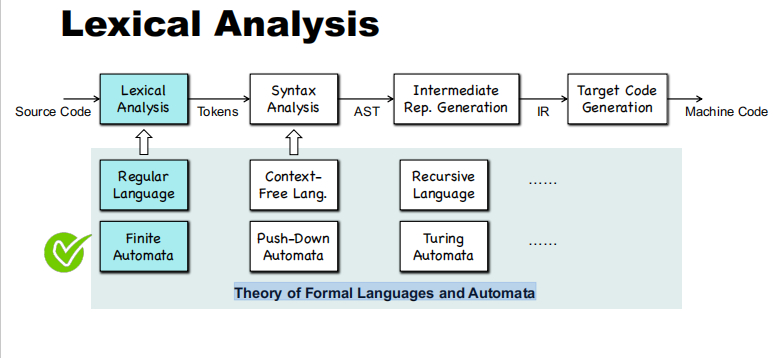 Lexical Analysis
Lexical
Analysis
Syntax
Analysis
Intermediate
Rep. Generation
Target Code
Generation
Source Code
Tokens
AST
IR
Machine Code
Regular
Language
Context-
Free Lang.
Recursive
Language
......
Finite
Automata
Push-Down
Automata
Turing
Automata
......
Theory of Formal Languages and Automata